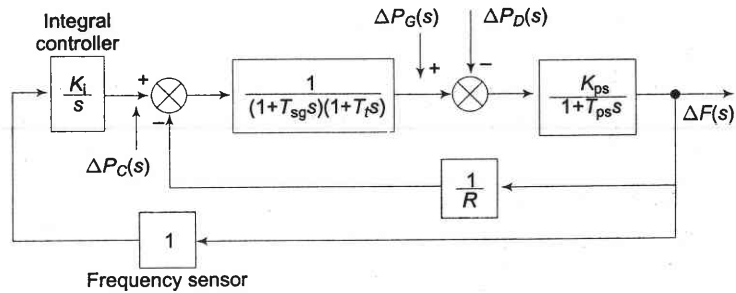 Integral
controller
K_i
s
+
−
ΔP_C(s)
1
(1+T_sg s)(1+T_t s)
ΔP_G(s)
+
ΔP_D(s)
−
K_ps
1+T_ps s
ΔF(s)
1
R
1
Frequency sensor